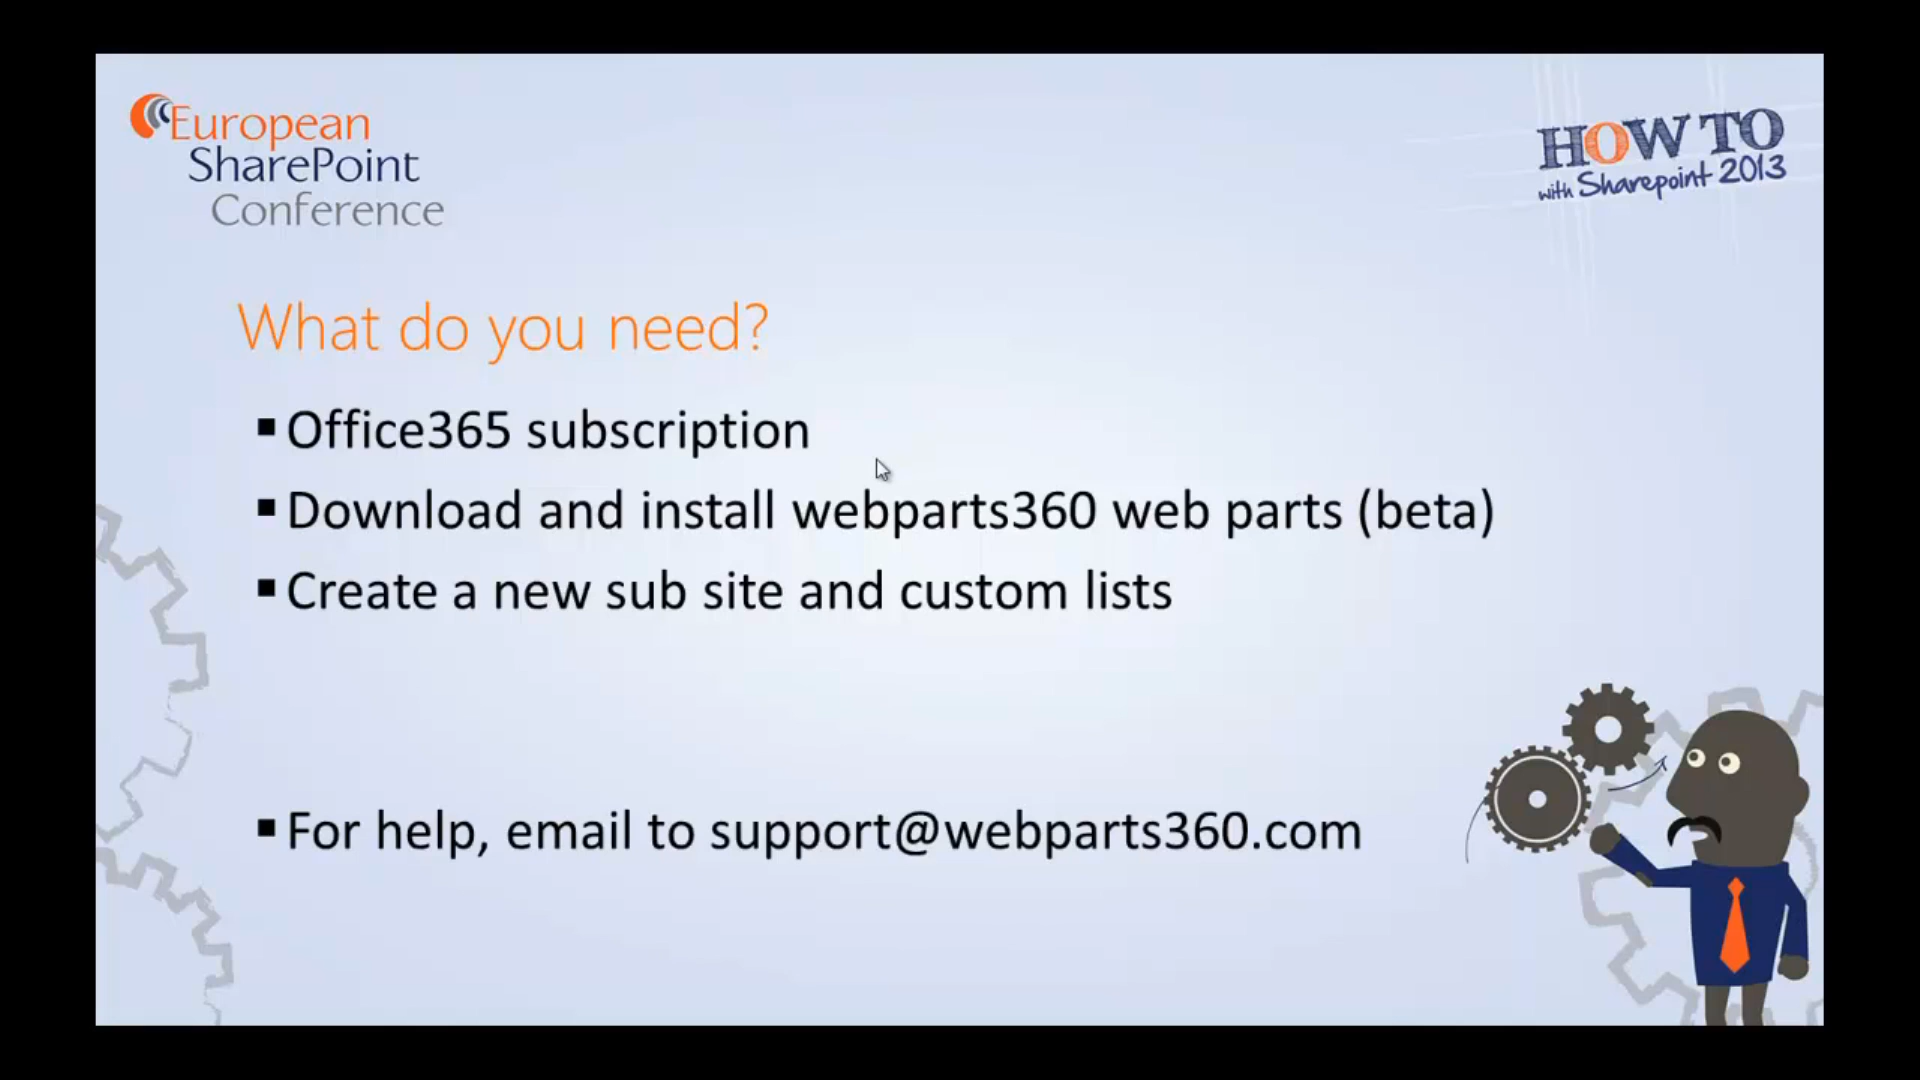 European
SharePoint
Conference
HOW TO
with Sharepoint 2013
What do you need?
▪ Office365 subscription
▪ Download and install webparts360 web parts (beta)
▪ Create a new sub site and custom lists
▪ For help, email to support@webparts360.com